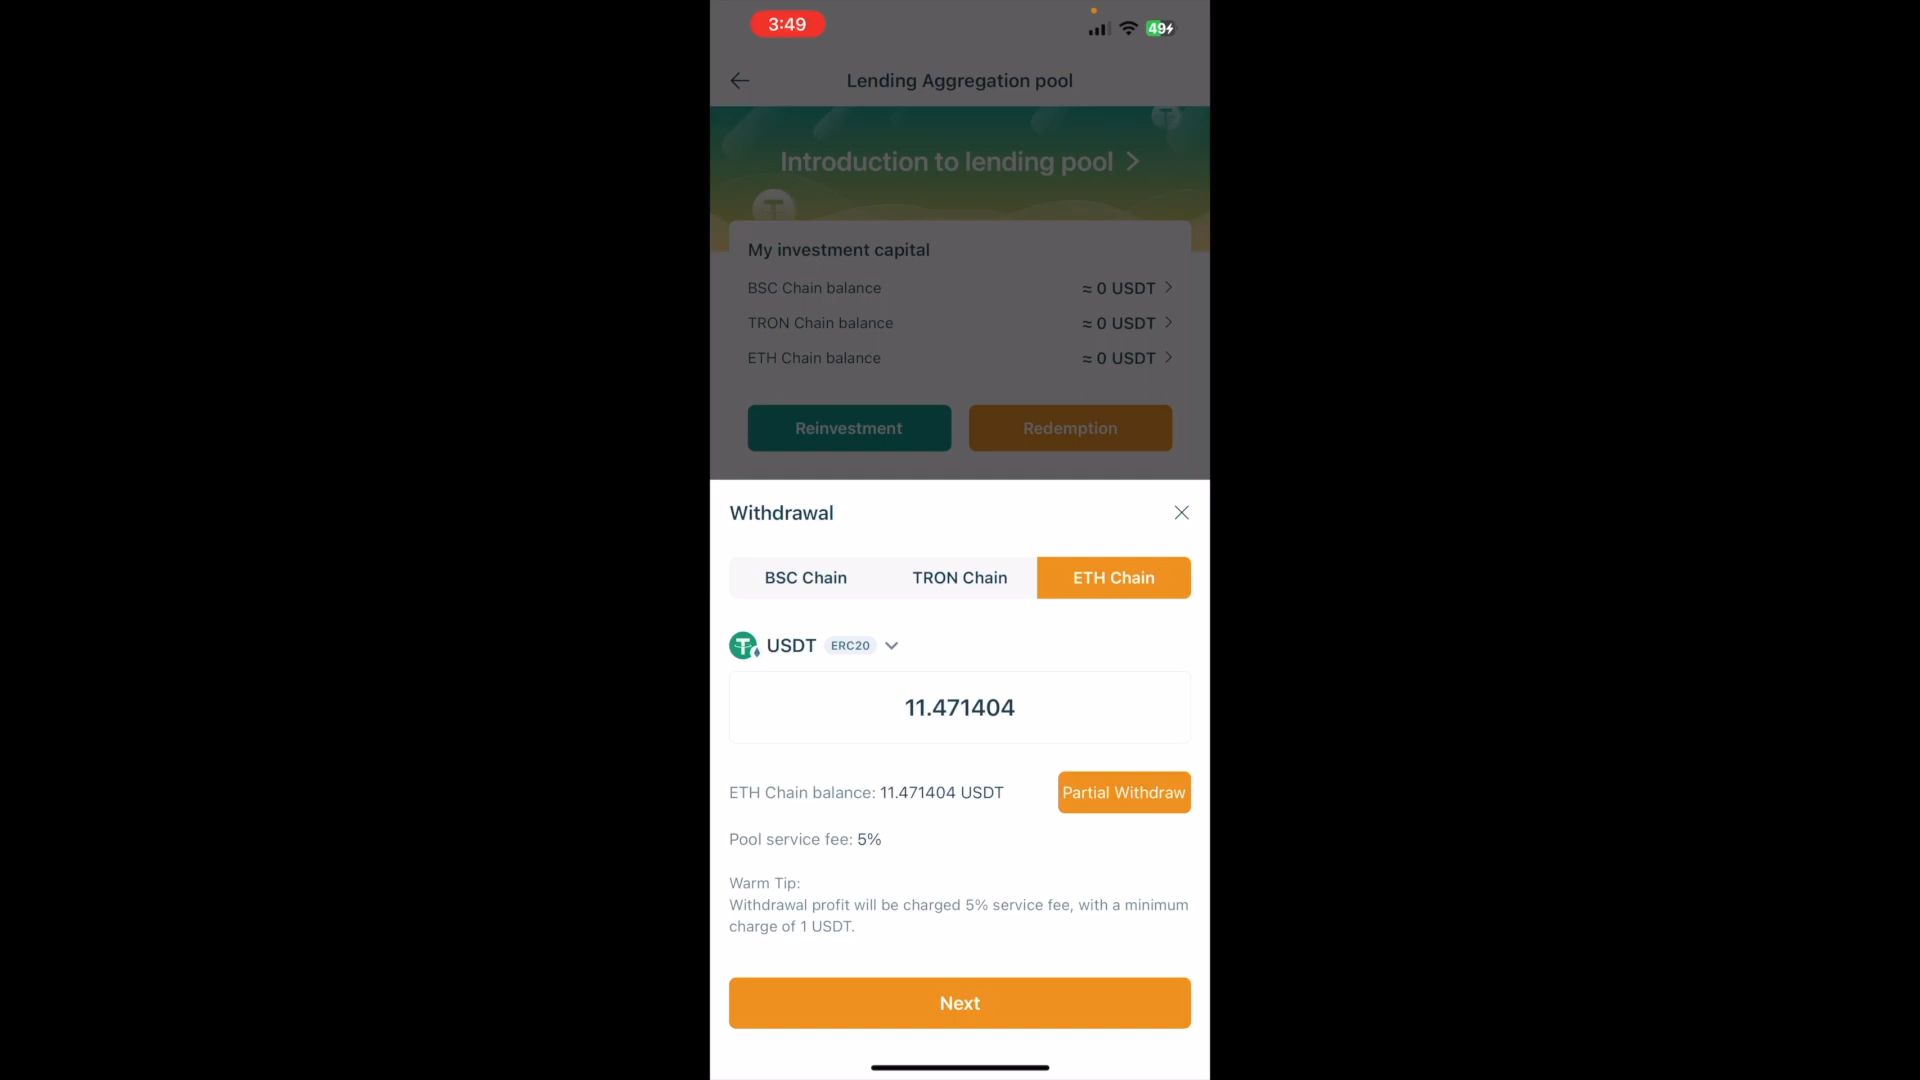 3:49
49
Lending Aggregation pool
Introduction to lending pool
My investment capital
BSC Chain balance ≈ 0 USDT
TRON Chain balance ≈ 0 USDT
ETH Chain balance ≈ 0 USDT
Reinvestment Redemption
Withdrawal
BSC Chain TRON Chain ETH Chain
USDT ERC20
11.471404
ETH Chain balance: 11.471404 USDT Partial Withdraw
Pool service fee: 5%
Warm Tip:
Withdrawal profit will be charged 5% service fee, with a minimum
charge of 1 USDT.
Next